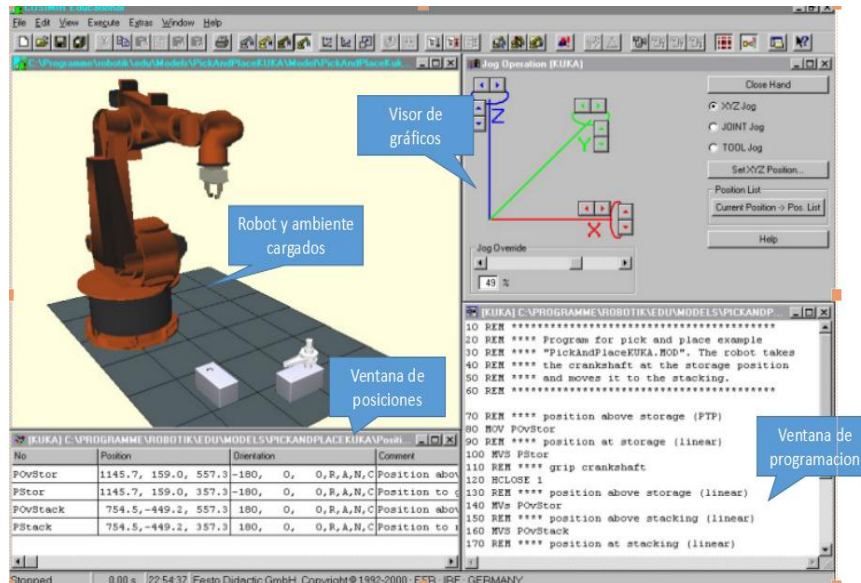 COSIMIR Educational
File Edit View Execute Extras Window Help
C:\Programme\robotik\edu\Models\PickAndPlaceKUKA\Model\PickAndPlaceKuk...
Visor de
gráficos
Robot y ambiente
cargados
Ventana de
posiciones
Jog Operation [KUKA]
Z
Y
X
Close Hand
XYZ Jog
JOINT Jog
TOOL Jog
Set XYZ Position...
Position List
Current Position -> Pos. List
Help
Jog Override
49 %
[KUKA] C:\PROGRAMME\ROBOTIK\EDU\MODELS\PICKANDP...
10 REM ******************************************
20 REM **** Program for pick and place example
30 REM **** "PickAndPlaceKUKA.MOD". The robot takes
40 REM **** the crankshaft at the storage position
50 REM **** and moves it to the stacking.
60 REM ******************************************
70 REM **** position above storage (PTP)
80 MOV POvStor
90 REM **** position at storage (linear)
100 MVS PStor
110 REM **** grip crankshaft
120 HCLOSE 1
130 REM **** position above storage (linear)
140 MVs POvStor
150 REM **** position above stacking (linear)
160 MVS POvStack
170 REM **** position at stacking (linear)
Ventana de
programacion
[KUKA] C:\PROGRAMME\ROBOTIK\EDU\MODELS\PICKANDPLACEKUKA\Positi...
No Position Orientation Comment
POvStor 1145.7, 159.0, 557.3 -180, 0, 0,R,A,N,C Position abov
PStor 1145.7, 159.0, 357.3 -180, 0, 0,R,A,N,C Position to g
POvStack 754.5,-449.2, 557.3 180, 0, 0,R,A,N,C Position abov
PStack 754.5,-449.2, 357.3 180, 0, 0,R,A,N,C Position to
Stopped 0.00 s 22:54:37 Festo Didactic GmbH, Copyright © 1992-2000 - EFR - IRF - GERMANY